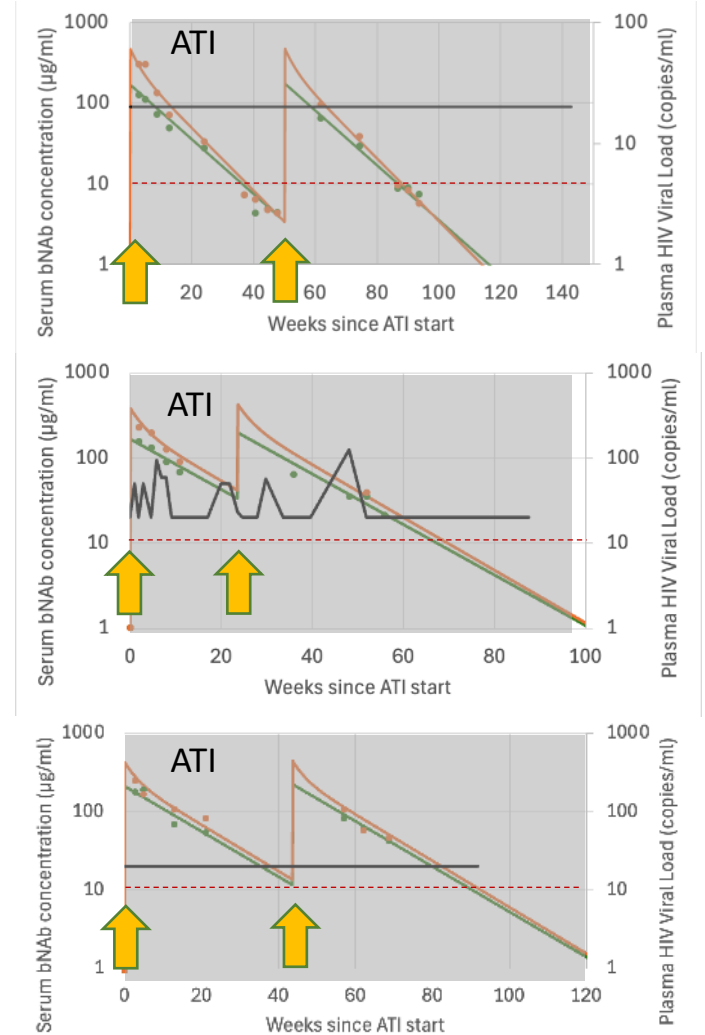 ATI
Serum bNAb concentration (µg/ml)
1000
100
10
1
100
10
1
Plasma HIV Viral Load (copies/ml)
20 40 60 80 100 120 140
Weeks since ATI start
ATI
Serum bNAb concentration (µg/ml)
1000
100
10
1
1000
100
10
1
Plasma HIV Viral Load (copies/ml)
0 20 40 60 80 100
Weeks since ATI start
ATI
Serum bNAb concentration (µg/ml)
1000
100
10
1
1000
100
10
1
Plasma HIV Viral Load (copies/ml)
0 20 40 60 80 100 120
Weeks since ATI start